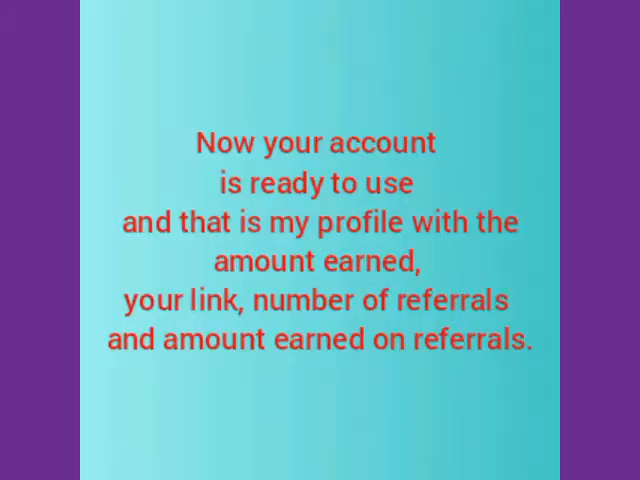 Now your account
is ready to use
and that is my profile with the
amount earned,
your link, number of referrals
and amount earned on referrals.